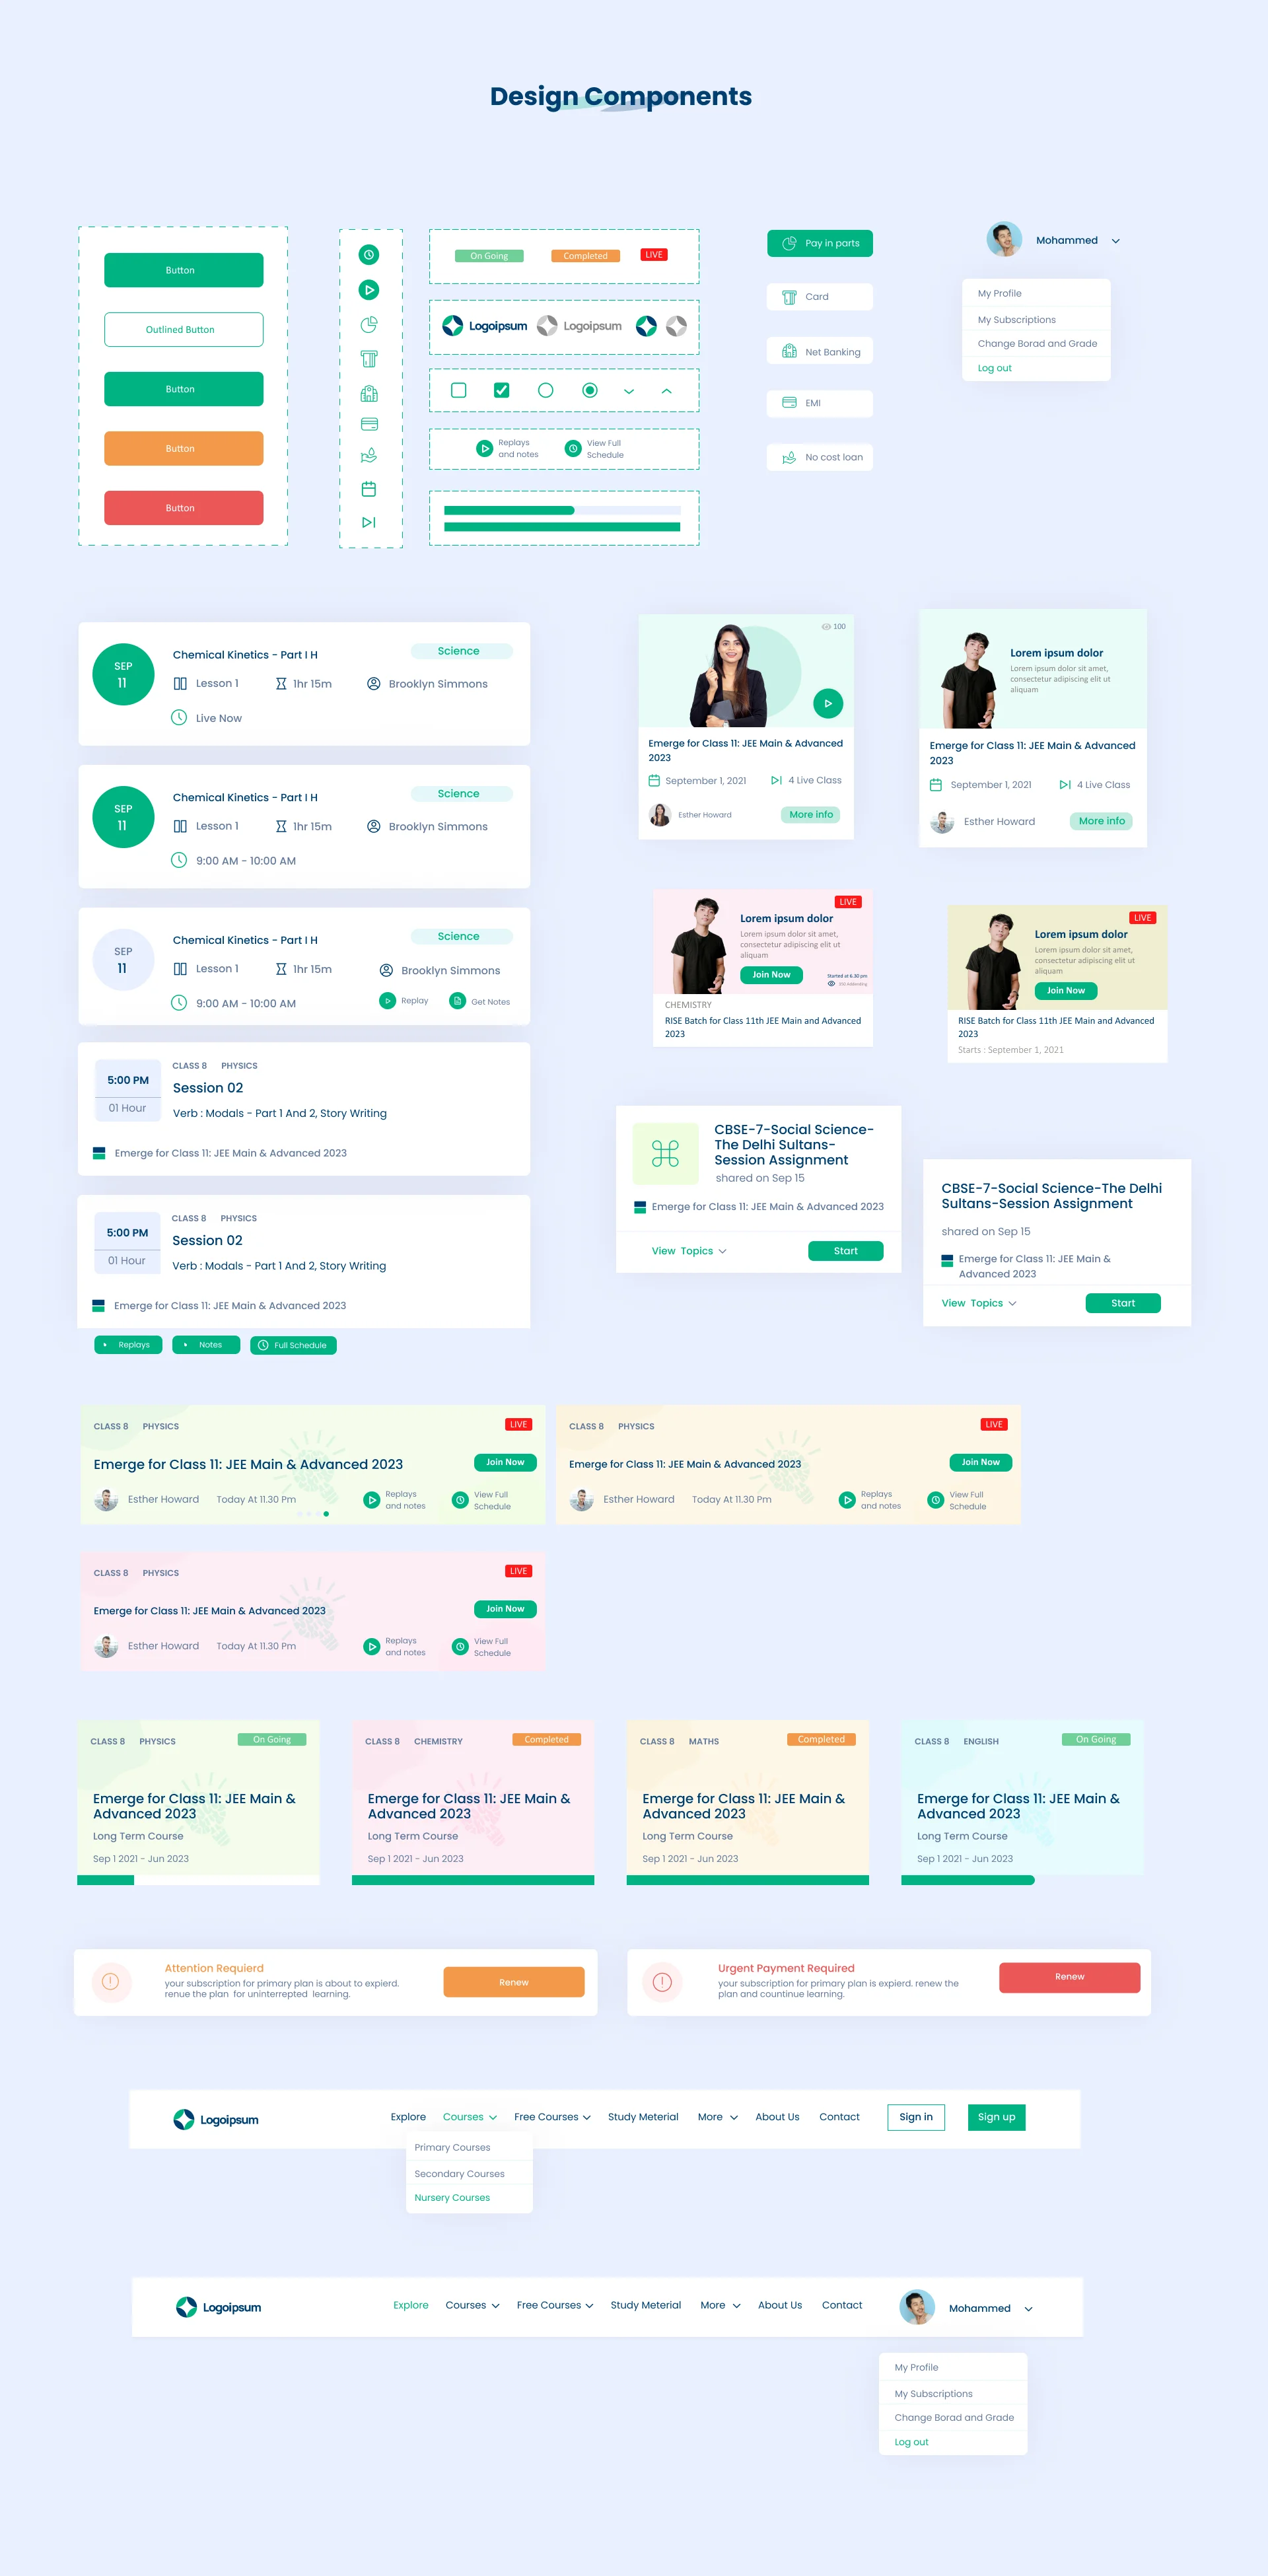 Design Components
Button
Outlined Button
Button
Button
Button
On Going
Completed
LIVE
Logoipsum
Logoipsum
Replays
and notes
View Full
Schedule
Pay in parts
Card
Net Banking
EMI
No cost loan
Mohammed
My Profile
My Subscriptions
Change Borad and Grade
Log out
SEP
11
Chemical Kinetics - Part I H
Science
Lesson 1
1hr 15m
Brooklyn Simmons
Live Now
SEP
11
Chemical Kinetics - Part I H
Science
Lesson 1
1hr 15m
Brooklyn Simmons
9:00 AM - 10:00 AM
SEP
11
Chemical Kinetics - Part I H
Science
Lesson 1
1hr 15m
Brooklyn Simmons
9:00 AM - 10:00 AM
Replay
Get Notes
5:00 PM
01 Hour
CLASS 8 PHYSICS
Session 02
Verb : Modals - Part 1 And 2, Story Writing
Emerge for Class 11: JEE Main & Advanced 2023
5:00 PM
01 Hour
CLASS 8 PHYSICS
Session 02
Verb : Modals - Part 1 And 2, Story Writing
Emerge for Class 11: JEE Main & Advanced 2023
Replays
Notes
Full Schedule
100
Emerge for Class 11: JEE Main & Advanced
2023
September 1, 2021
4 Live Class
Esther Howard
More info
Lorem ipsum dolor
Lorem ipsum dolor sit amet,
consectetur adipiscing elit ut
aliquam
Emerge for Class 11: JEE Main & Advanced
2023
September 1, 2021
4 Live Class
Esther Howard
More info
LIVE
Lorem ipsum dolor
Lorem ipsum dolor sit amet,
consectetur adipiscing elit ut
aliquam
Join Now
Started at 6.30 pm
CHEMISTRY
RISE Batch for Class 11th JEE Main and Advanced
2023
LIVE
Lorem ipsum dolor
Lorem ipsum dolor sit amet,
consectetur adipiscing elit ut
aliquam
Join Now
RISE Batch for Class 11th JEE Main and Advanced
2023
Starts : September 1, 2021
CBSE-7-Social Science-
The Delhi Sultans-
Session Assignment
shared on Sep 15
Emerge for Class 11: JEE Main & Advanced 2023
View Topics
Start
CBSE-7-Social Science-The Delhi
Sultans-Session Assignment
shared on Sep 15
Emerge for Class 11: JEE Main &
Advanced 2023
View Topics
Start
CLASS 8 PHYSICS
LIVE
Emerge for Class 11: JEE Main & Advanced 2023
Join Now
Esther Howard
Today At 11.30 Pm
Replays
and notes
View Full
Schedule
CLASS 8 PHYSICS
LIVE
Emerge for Class 11: JEE Main & Advanced 2023
Join Now
Esther Howard
Today At 11.30 Pm
Replays
and notes
View Full
Schedule
CLASS 8 PHYSICS
LIVE
Emerge for Class 11: JEE Main & Advanced 2023
Join Now
Esther Howard
Today At 11.30 Pm
Replays
and notes
View Full
Schedule
CLASS 8 PHYSICS
On Going
Emerge for Class 11: JEE Main &
Advanced 2023
Long Term Course
Sep 1 2021 - Jun 2023
CLASS 8 CHEMISTRY
Completed
Emerge for Class 11: JEE Main &
Advanced 2023
Long Term Course
Sep 1 2021 - Jun 2023
CLASS 8 MATHS
Completed
Emerge for Class 11: JEE Main &
Advanced 2023
Long Term Course
Sep 1 2021 - Jun 2023
CLASS 8 ENGLISH
On Going
Emerge for Class 11: JEE Main &
Advanced 2023
Long Term Course
Sep 1 2021 - Jun 2023
Attention Requierd
your subscription for primary plan is about to expierd.
renue the plan for uninterrepted learning.
Renew
Urgent Payment Required
your subscription for primary plan is expierd. renew the
plan and countinue learning.
Renew
Logoipsum
Explore
Courses
Free Courses
Study Meterial
More
About Us
Contact
Sign in
Sign up
Primary Courses
Secondary Courses
Nursery Courses
Logoipsum
Explore
Courses
Free Courses
Study Meterial
More
About Us
Contact
Mohammed
My Profile
My Subscriptions
Change Borad and Grade
Log out